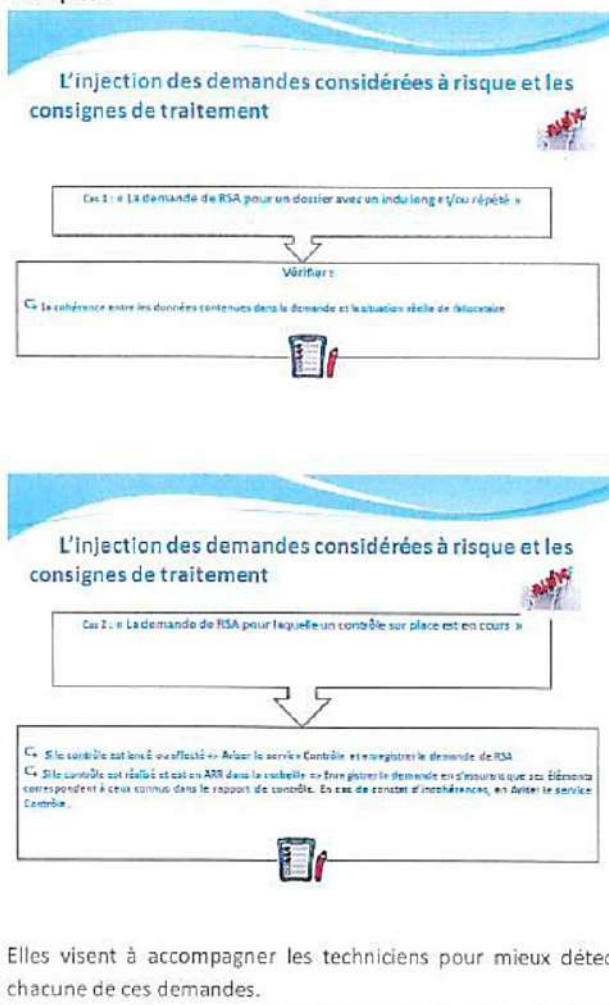 L'injection des demandes considérées à risque et les
consignes de traitement
Cas 1 : « La demande de RSA pour un dossier avec un indu long et/ou répété »
Vérifier :
La cohérence entre les données contenues dans la demande et la situation réelle de l'allocataire
L'injection des demandes considérées à risque et les
consignes de traitement
Cas 2 : « La demande de RSA pour laquelle un contrôle sur place est en cours »
Si le contrôle est lancé ou affecté => Aviser le service Contrôle et enregistrer la demande de RSA
Si le contrôle est réalisé et est en ARR dans la corbeille => Enregistrer la demande en s'assurant que ses éléments
correspondent à ceux connus dans le rapport de contrôle. En cas de constat d'incohérences, en Aviser le service
Contrôle.
Elles visent à accompagner les techniciens pour mieux détec
chacune de ces demandes.